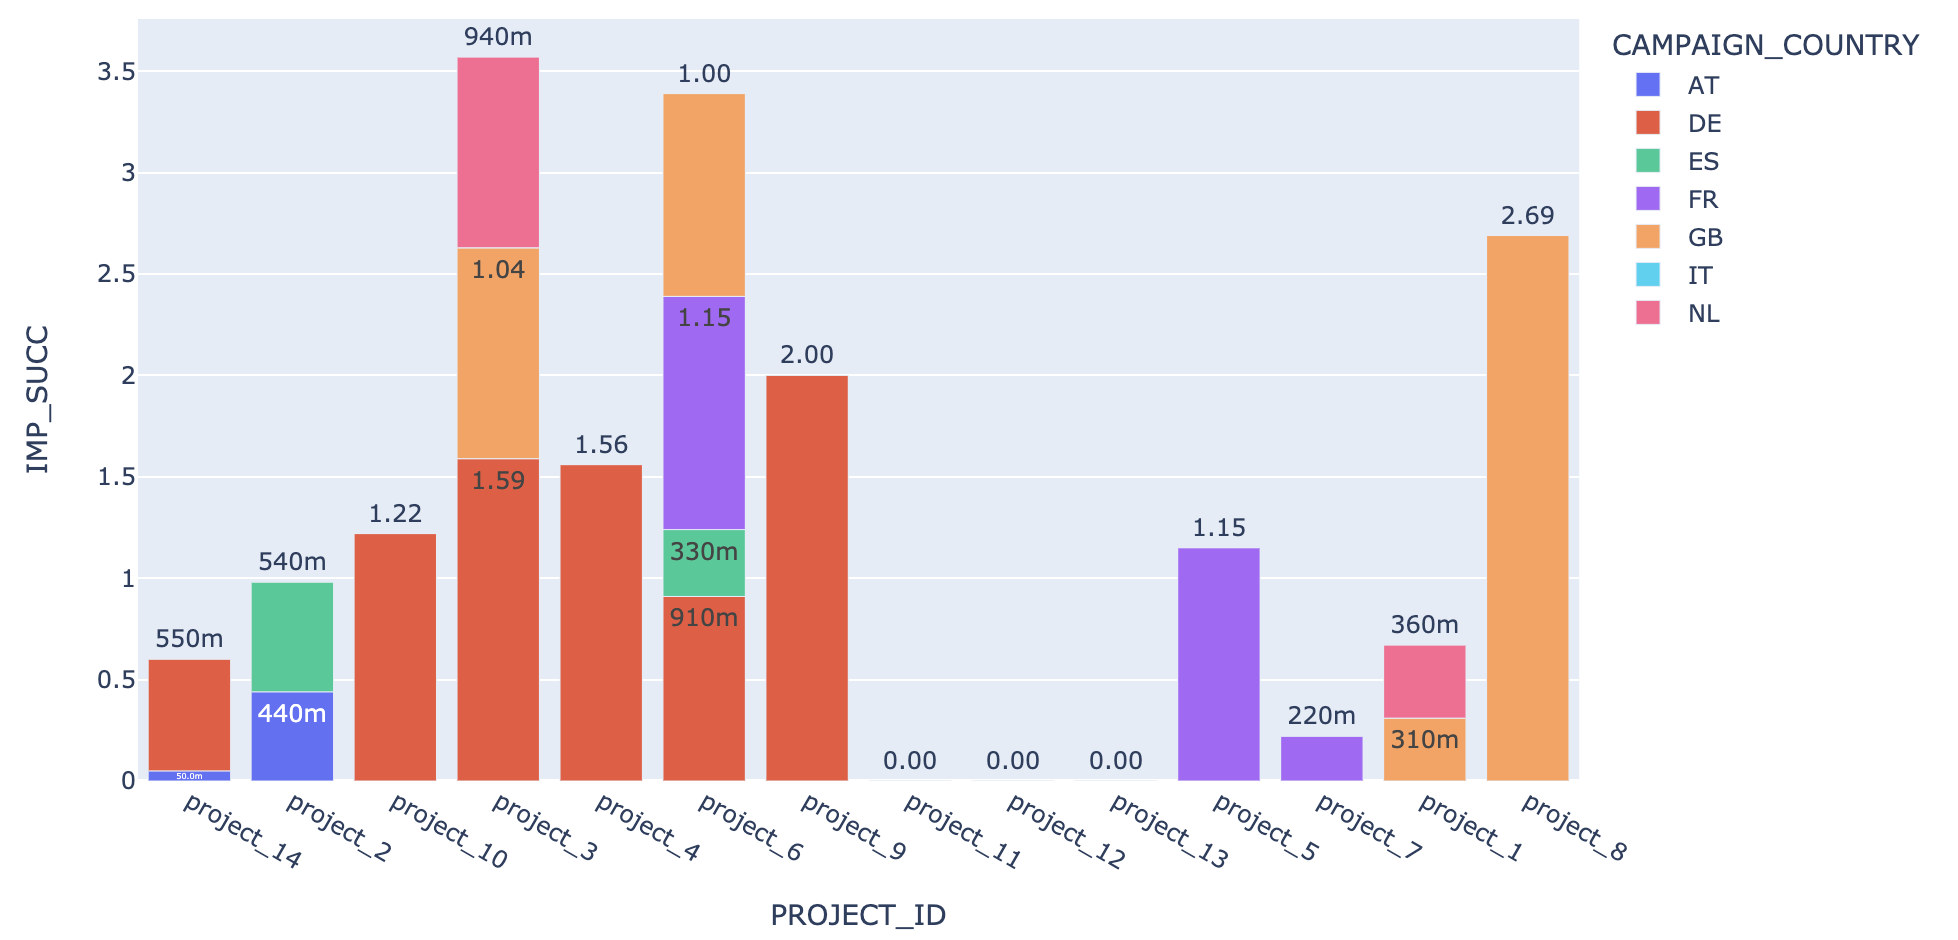 940m
CAMPAIGN_COUNTRY
3.5
1.00
AT
DE
ES
3
FR
2.69
GB
2.5
1.04
IT
1.15
NL
IMP_SUCC
2
2.00
1.5
1.59
1.56
1.22
1.15
330m
540m
1
910m
550m
360m
0.5
440m
220m
310m
50.0m
0.00
0.00
0.00
0
project_14
project_2
project_10
project_3
project_4
project_6
project_9
project_11
project_12
project_13
project_5
project_7
project_1
project_8
PROJECT_ID